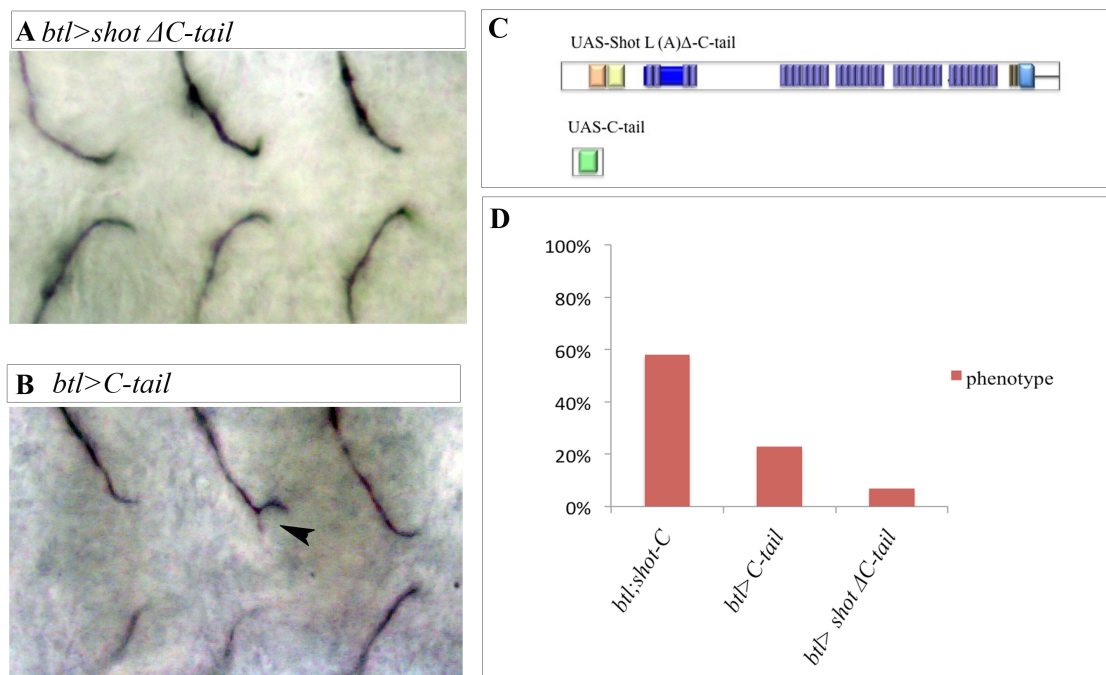 A btl>shot ΔC-tail
B btl>C-tail
C
UAS-Shot L (A)Δ-C-tail
UAS-C-tail
D
100%
80%
60%
40%
20%
0%
btl;shot-C
btl>C-tail
btl> shot ΔC-tail
phenotype